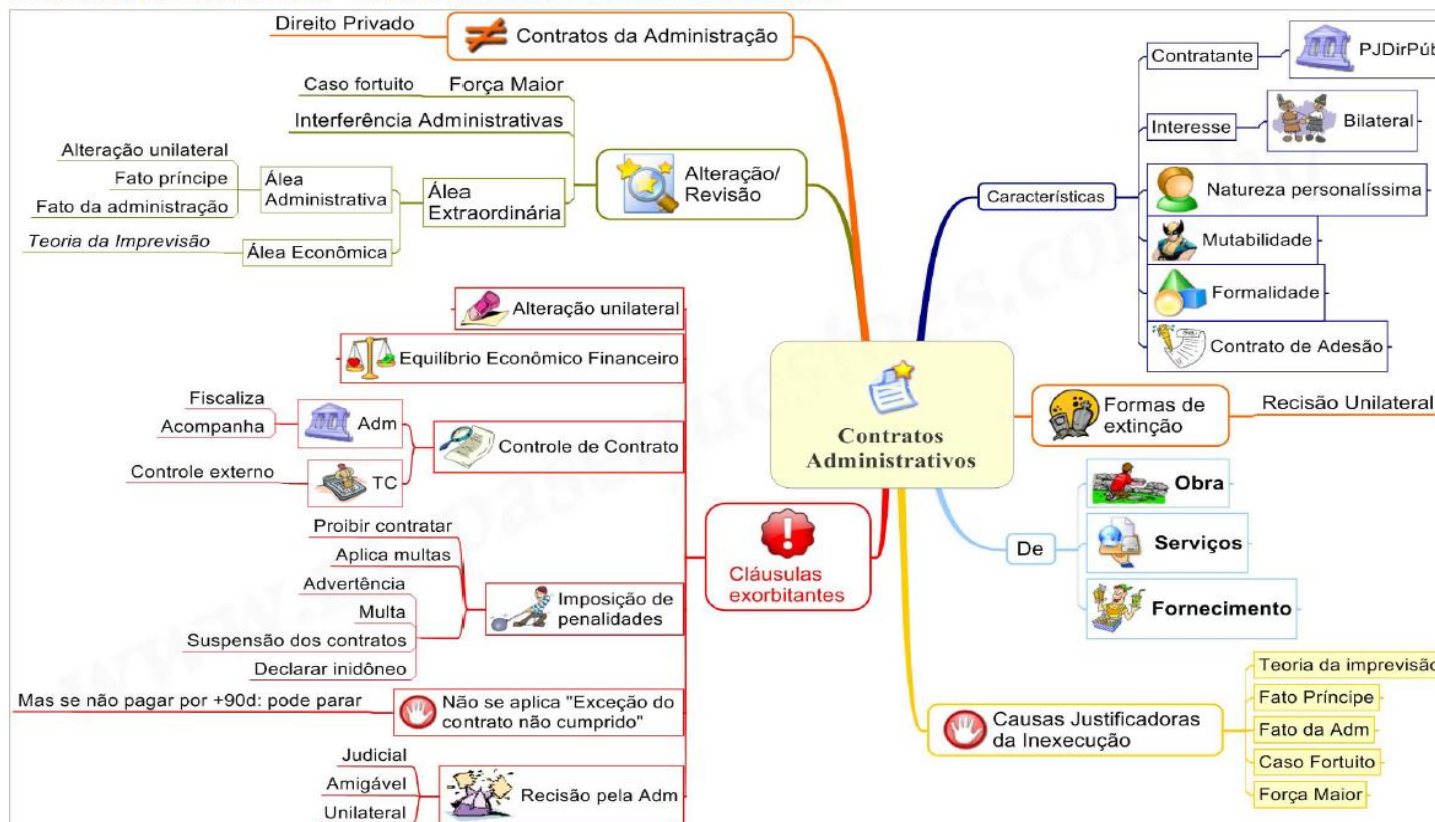 Direito Privado
Contratos da Administração
Caso fortuito
Força Maior
Interferência Administrativas
Alteração unilateral
Fato príncipe
Fato da administração
Álea
Administrativa
Teoria da Imprevisão
Álea Econômica
Álea
Extraordinária
Alteração/
Revisão
Alteração unilateral
Equilíbrio Econômico Financeiro
Fiscaliza
Acompanha
Adm
Controle externo
TC
Controle de Contrato
Proibir contratar
Aplica multas
Advertência
Multa
Suspensão dos contratos
Declarar inidôneo
Imposição de
penalidades
Mas se não pagar por +90d: pode parar
Não se aplica "Exceção do
contrato não cumprido"
Judicial
Amigável
Unilateral
Recisão pela Adm
Cláusulas
exorbitantes
Contratos
Administrativos
Características
Contratante
PJDirPúb
Interesse
Bilateral
Natureza personalíssima
Mutabilidade
Formalidade
Contrato de Adesão
Formas de
extinção
Recisão Unilateral
De
Obra
Serviços
Fornecimento
Causas Justificadoras
da Inexecução
Teoria da imprevisão
Fato Príncipe
Fato da Adm
Caso Fortuito
Força Maior